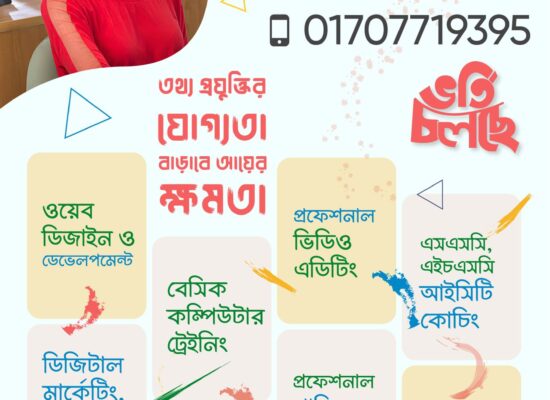 01707719395
তথ্য প্রযুক্তির
যোগ্যতা
বাড়াবে আয়ের
ক্ষমতা
ভর্তি
চলছে
ওয়েব
ডিজাইন ও
ডেভেলপমেন্ট
বেসিক
কম্পিউটার
ট্রেইনিং
প্রফেশনাল
ভিডিও
এডিটিং
এসএসসি,
এইচএসসি
আইসিটি
কোচিং
ডিজিটাল
মার্কেটিং,
প্রফেশনাল